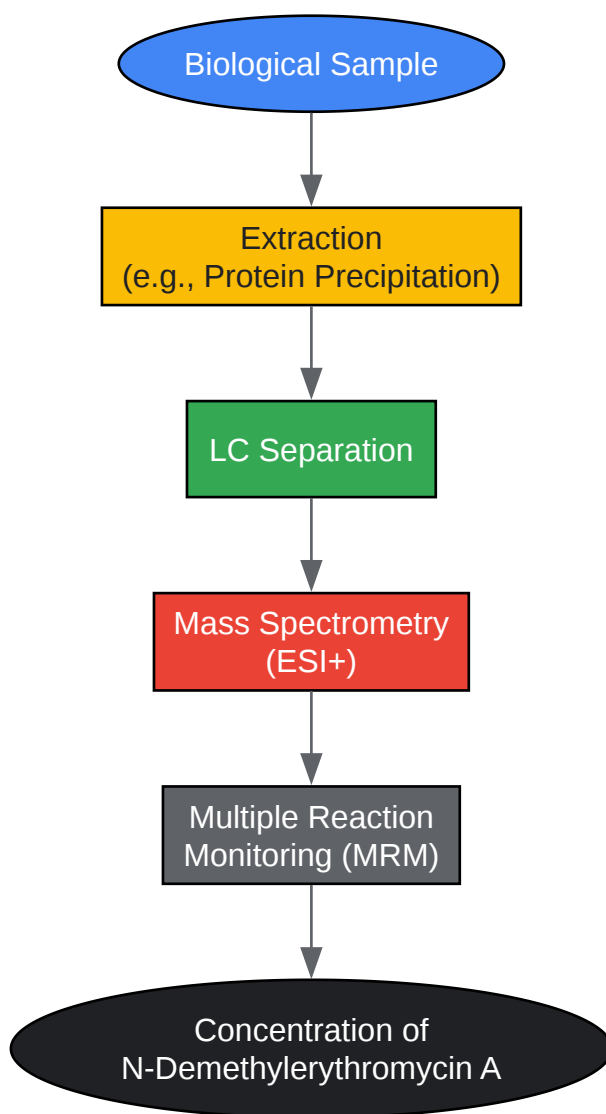 Biological Sample
Extraction
(e.g., Protein Precipitation)
LC Separation
Mass Spectrometry
(ESI+)
Multiple Reaction
Monitoring (MRM)
Concentration of
N-Demethylerythromycin A